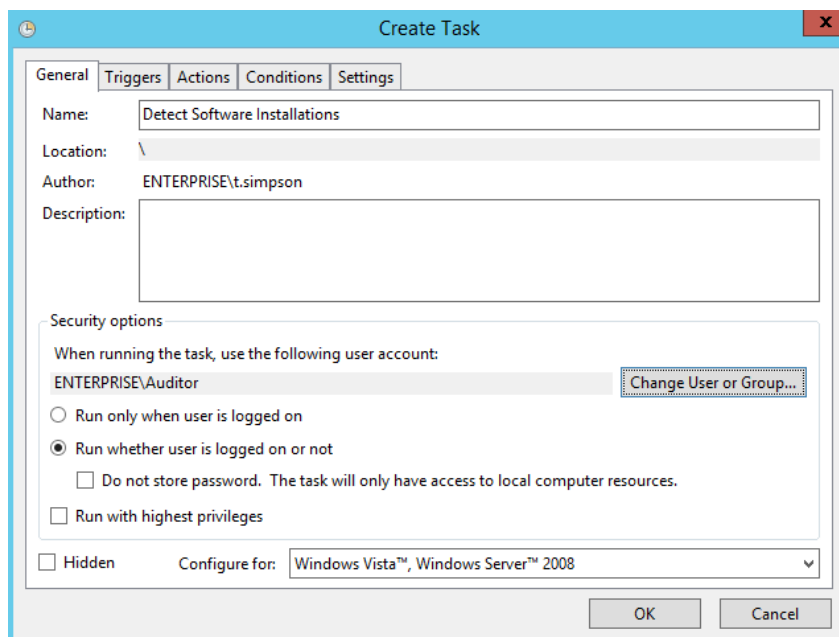 Create Task
x
General Triggers Actions Conditions Settings
Name: Detect Software Installations
Location: \
Author: ENTERPRISE\t.simpson
Description:
Security options
When running the task, use the following user account:
ENTERPRISE\Auditor Change User or Group...
Run only when user is logged on
Run whether user is logged on or not
Do not store password. The task will only have access to local computer resources.
Run with highest privileges
Hidden Configure for: Windows Vista™, Windows Server™ 2008
OK Cancel